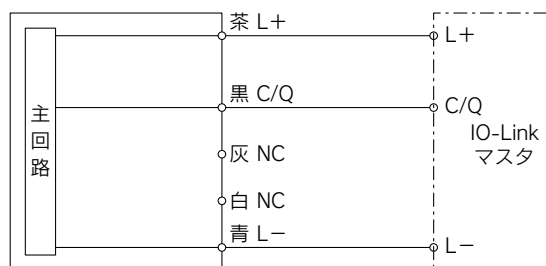 茶 L+
L+
黒 C/Q
C/Q
主回路
IO-Link
マスタ
灰 NC
白 NC
青 L−
L−